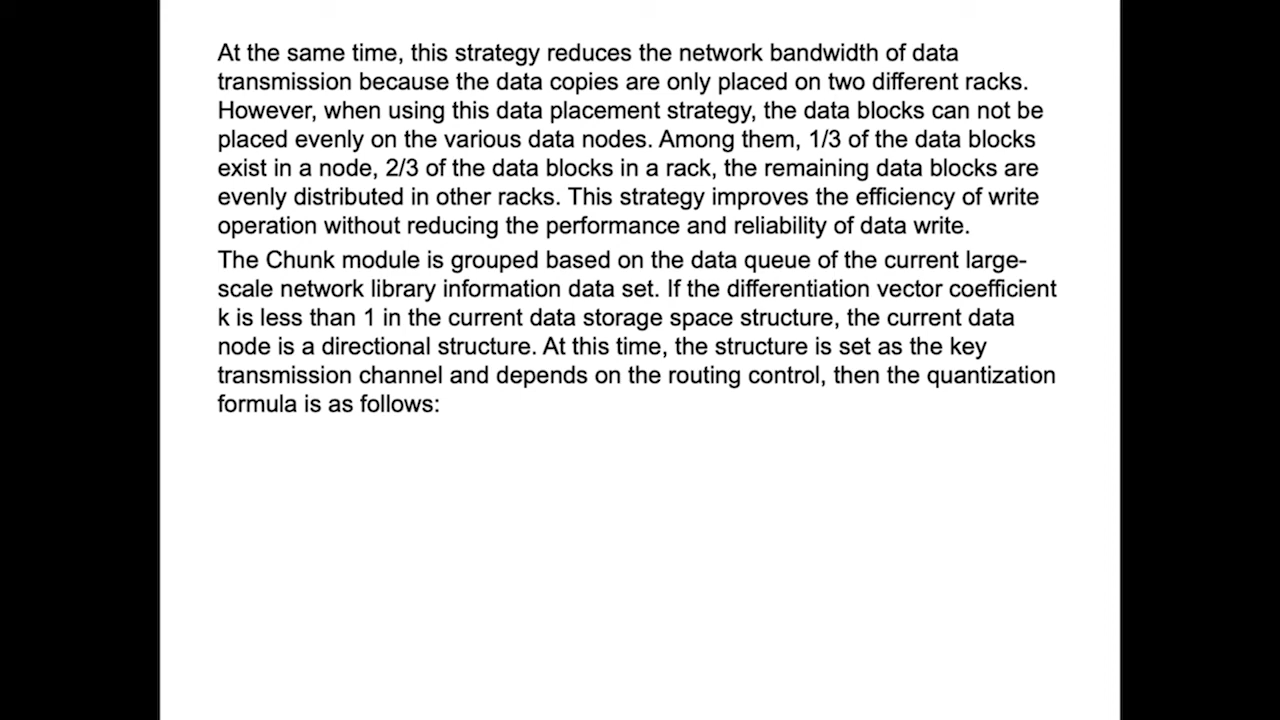 At the same time, this strategy reduces the network bandwidth of data
transmission because the data copies are only placed on two different racks.
However, when using this data placement strategy, the data blocks can not be
placed evenly on the various data nodes. Among them, 1/3 of the data blocks
exist in a node, 2/3 of the data blocks in a rack, the remaining data blocks are
evenly distributed in other racks. This strategy improves the efficiency of write
operation without reducing the performance and reliability of data write.
The Chunk module is grouped based on the data queue of the current large-
scale network library information data set. If the differentiation vector coefficient
k is less than 1 in the current data storage space structure, the current data
node is a directional structure. At this time, the structure is set as the key
transmission channel and depends on the routing control, then the quantization
formula is as follows: